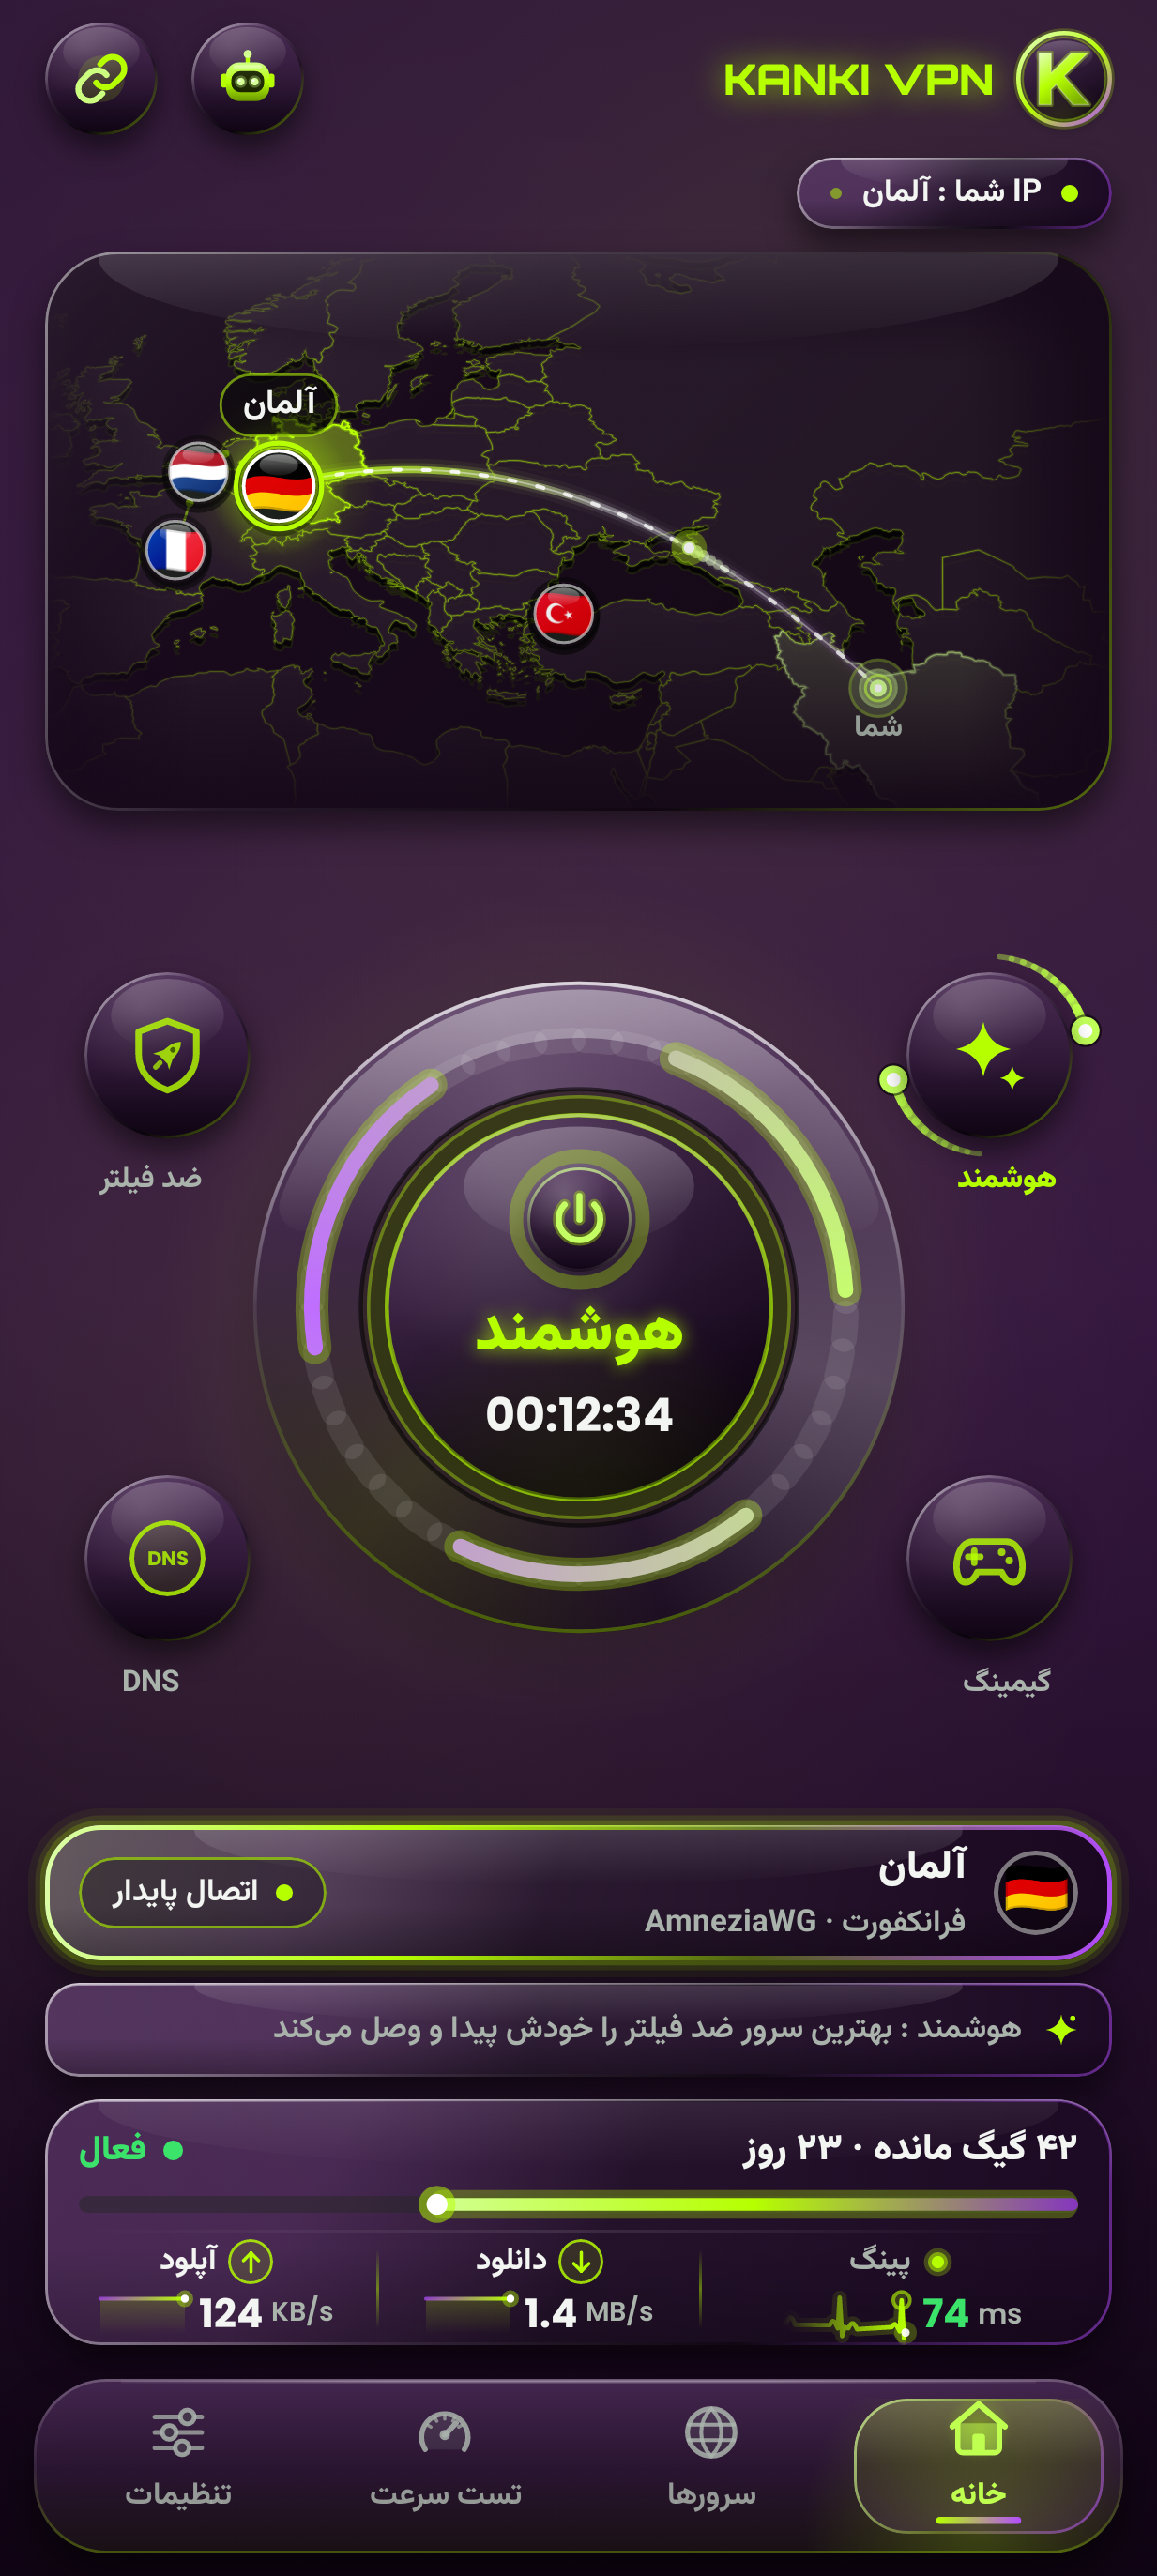 KANKI VPN
K
IP شما : آلمان
آلمان
شما
هوشمند
ضد فیلتر
هوشمند
00:12:34
گیمینگ
DNS
DNS
آلمان
اتصال پایدار
فرانکفورت · AmneziaWG
هوشمند : بهترین سرور ضد فیلتر را خودش پیدا و وصل می‌کند
۴۲ گیگ مانده · ۲۳ روز
فعال
پینگ
74 ms
دانلود
1.4 MB/s
آپلود
124 KB/s
خانه
سرورها
تست سرعت
تنظیمات